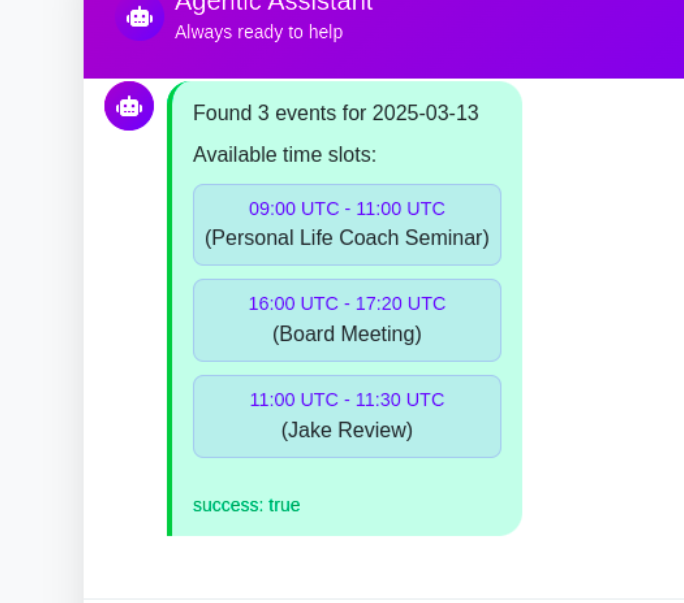 Agentic Assistant
Always ready to help
Found 3 events for 2025-03-13
Available time slots:
09:00 UTC - 11:00 UTC
(Personal Life Coach Seminar)
16:00 UTC - 17:20 UTC
(Board Meeting)
11:00 UTC - 11:30 UTC
(Jake Review)
success: true